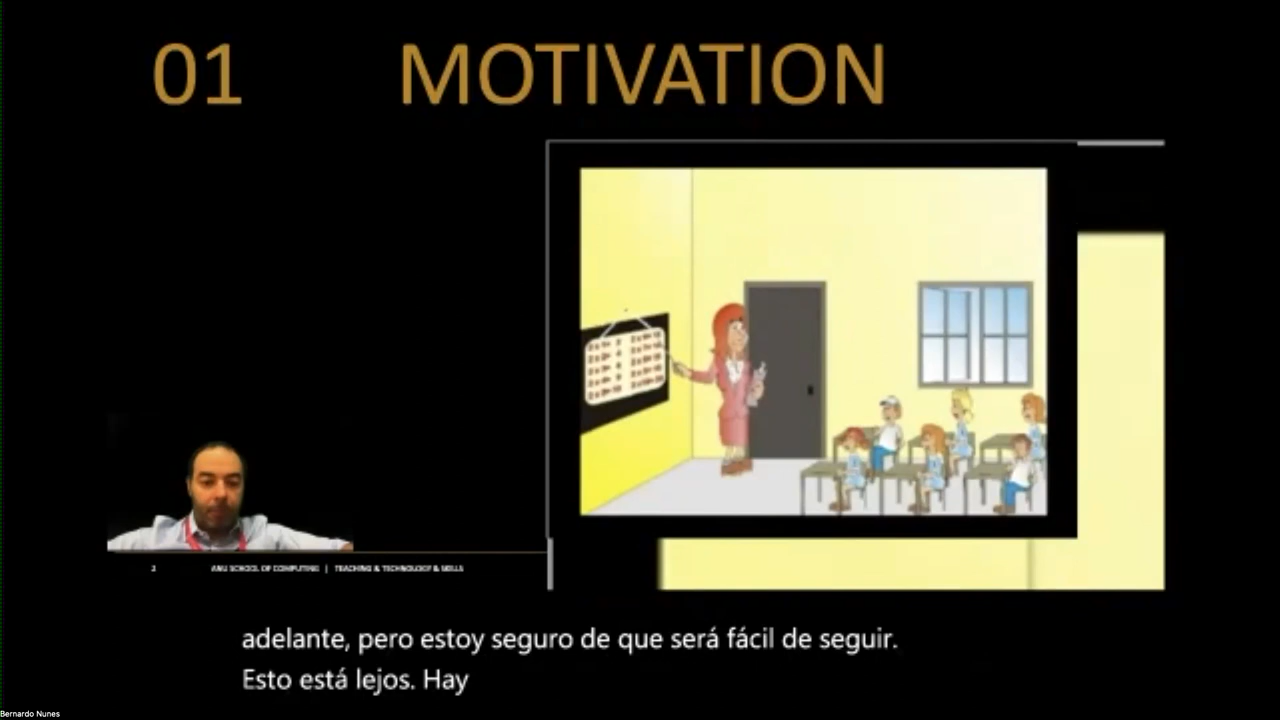 01 MOTIVATION
2 ANU SCHOOL OF COMPUTING | TEACHING & TECHNOLOGY & SKILLS
adelante, pero estoy seguro de que será fácil de seguir.
Esto está lejos. Hay
Bernardo Nunes